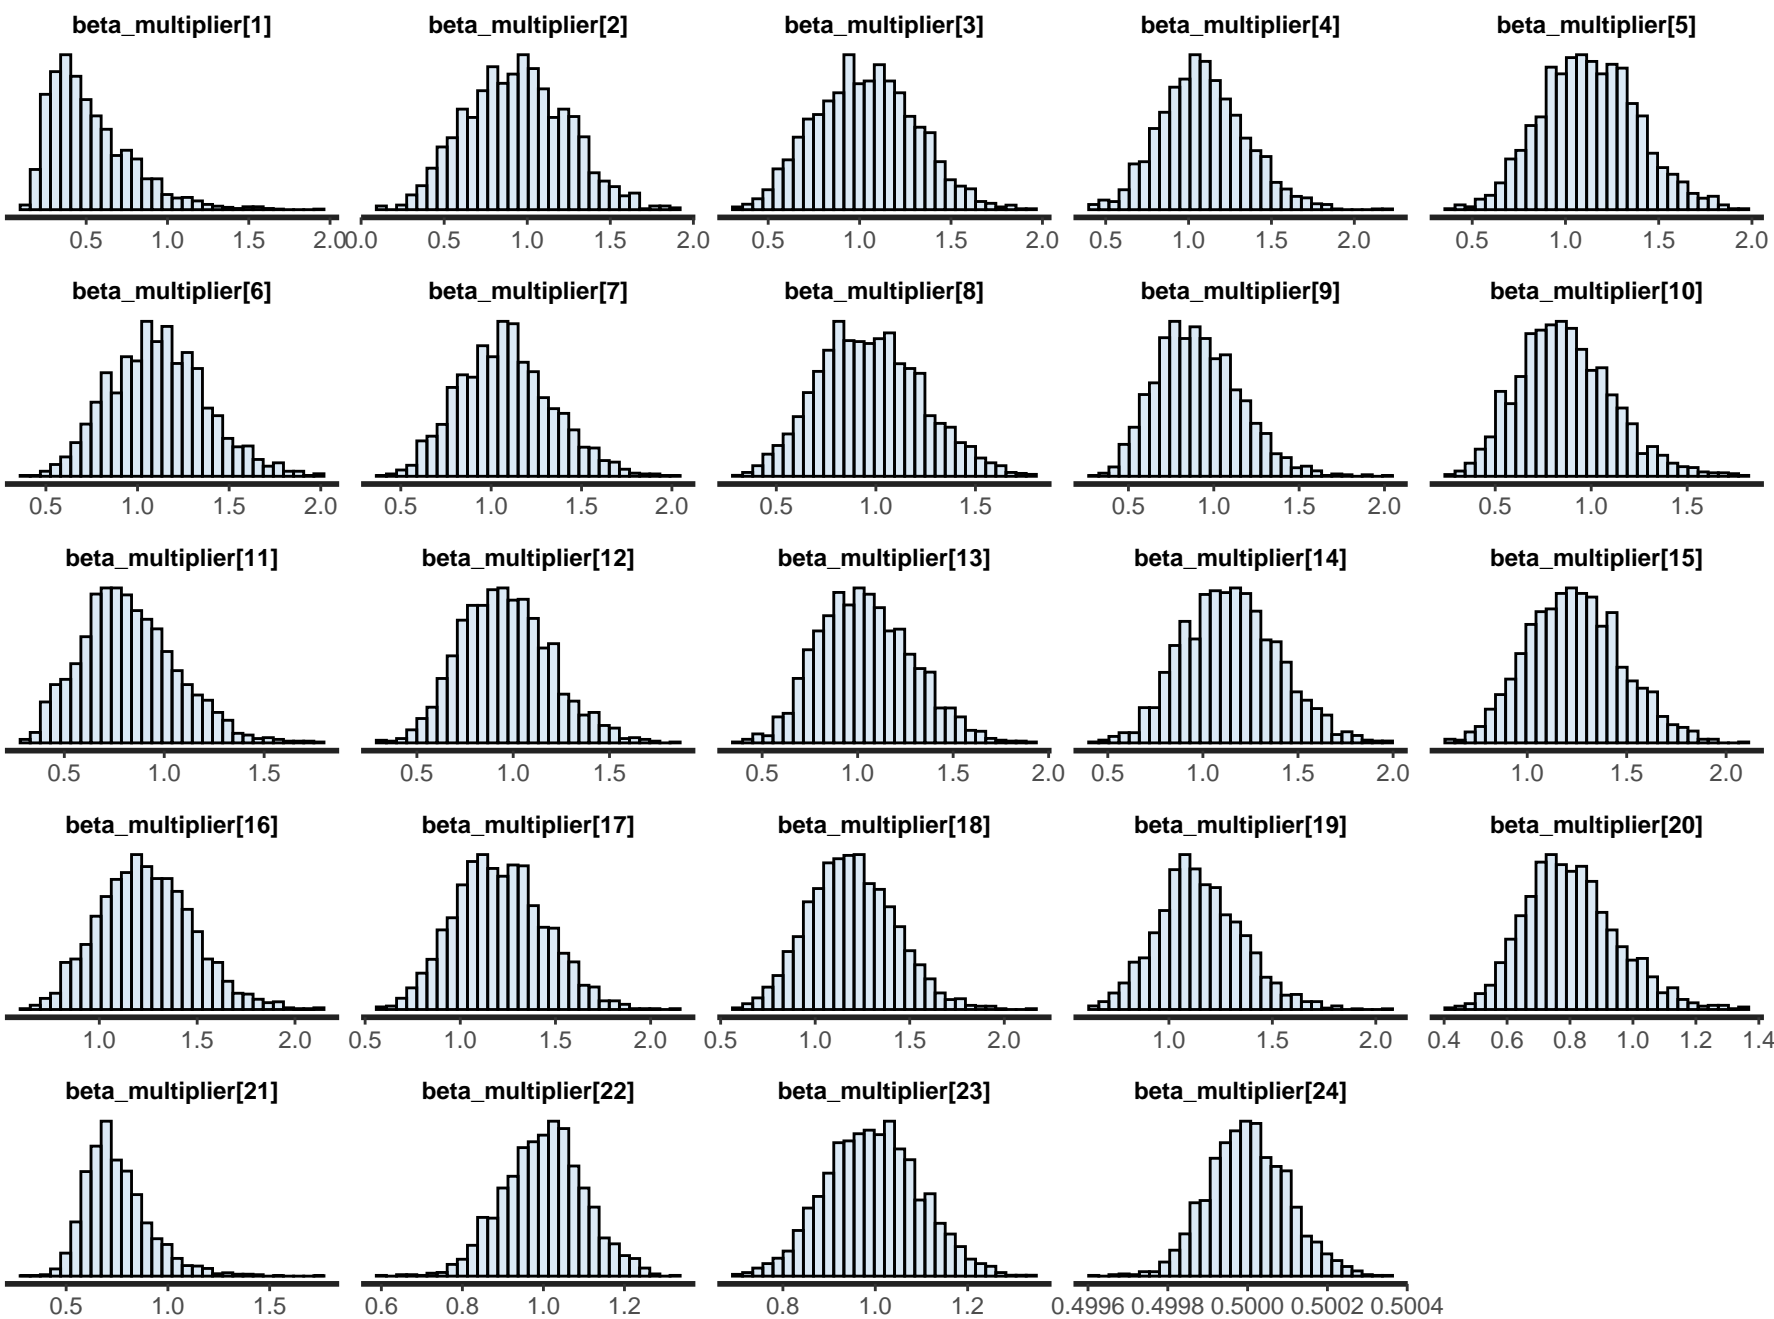 beta_multiplier[1] beta_multiplier[2] beta_multiplier[3] beta_multiplier[4] beta_multiplier[5]
0.5 1.0 1.5 2.0 0.0 0.5 1.0 1.5 2.0 0.5 1.0 1.5 2.0 0.5 1.0 1.5 2.0 0.5 1.0 1.5 2.0
beta_multiplier[6] beta_multiplier[7] beta_multiplier[8] beta_multiplier[9] beta_multiplier[10]
0.5 1.0 1.5 2.0 0.5 1.0 1.5 2.0 0.5 1.0 1.5 0.5 1.0 1.5 2.0 0.5 1.0 1.5
beta_multiplier[11] beta_multiplier[12] beta_multiplier[13] beta_multiplier[14] beta_multiplier[15]
0.5 1.0 1.5 0.5 1.0 1.5 0.5 1.0 1.5 2.0 0.5 1.0 1.5 2.0 1.0 1.5 2.0
beta_multiplier[16] beta_multiplier[17] beta_multiplier[18] beta_multiplier[19] beta_multiplier[20]
1.0 1.5 2.0 0.5 1.0 1.5 2.0 0.5 1.0 1.5 2.0 1.0 1.5 2.0 0.4 0.6 0.8 1.0 1.2 1.4
beta_multiplier[21] beta_multiplier[22] beta_multiplier[23] beta_multiplier[24]
0.5 1.0 1.5 0.6 0.8 1.0 1.2 0.8 1.0 1.2 0.4996 0.4998 0.5000 0.5002 0.5004